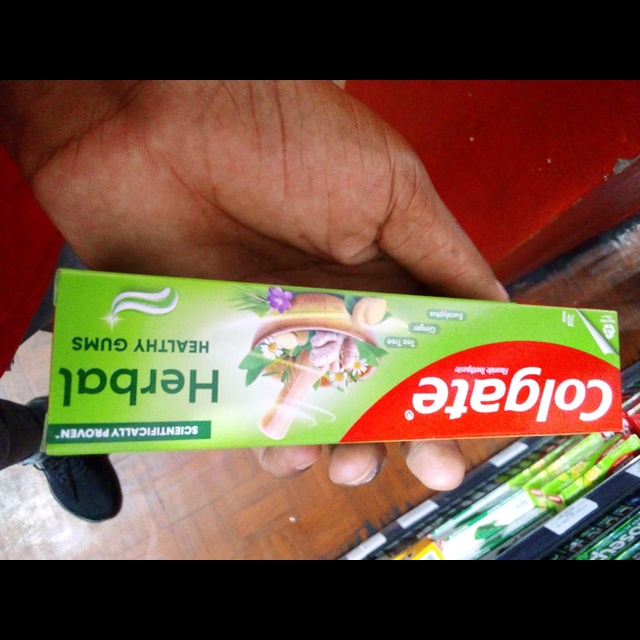 Colgate®
Fluoride toothpaste
Tea Tree
Ginger
Eucalyptus
SCIENTIFICALLY PROVEN*
Herbal
HEALTHY GUMS